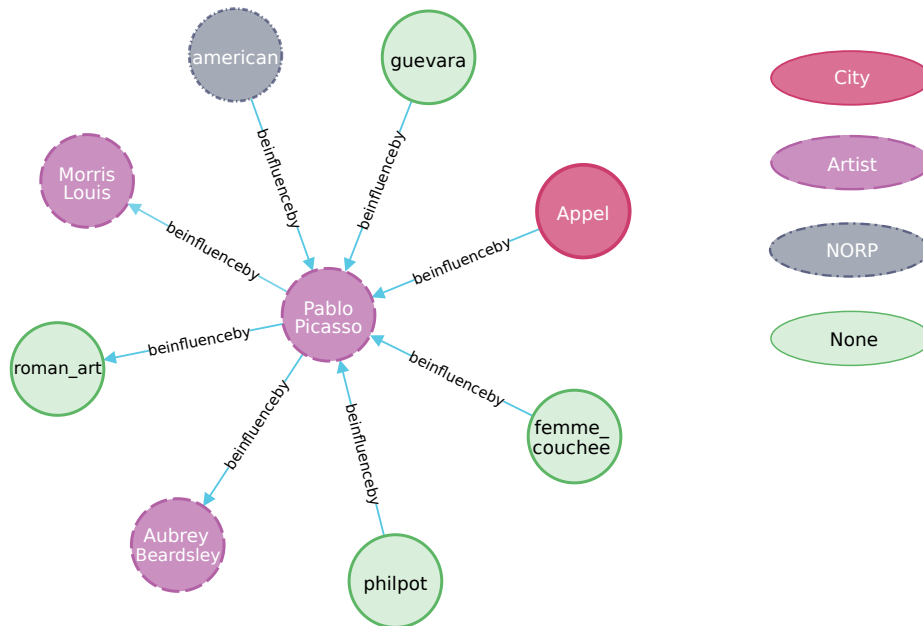 american
guevara
City
beinfluenceby
beinfluenceby
Artist
Morris
Louis
Appel
beinfluenceby
beinfluenceby
NORP
Pablo
Picasso
beinfluenceby
None
roman_art
beinfluenceby
beinfluenceby
beinfluenceby
femme_
couchee
Aubrey
Beardsley
philpot